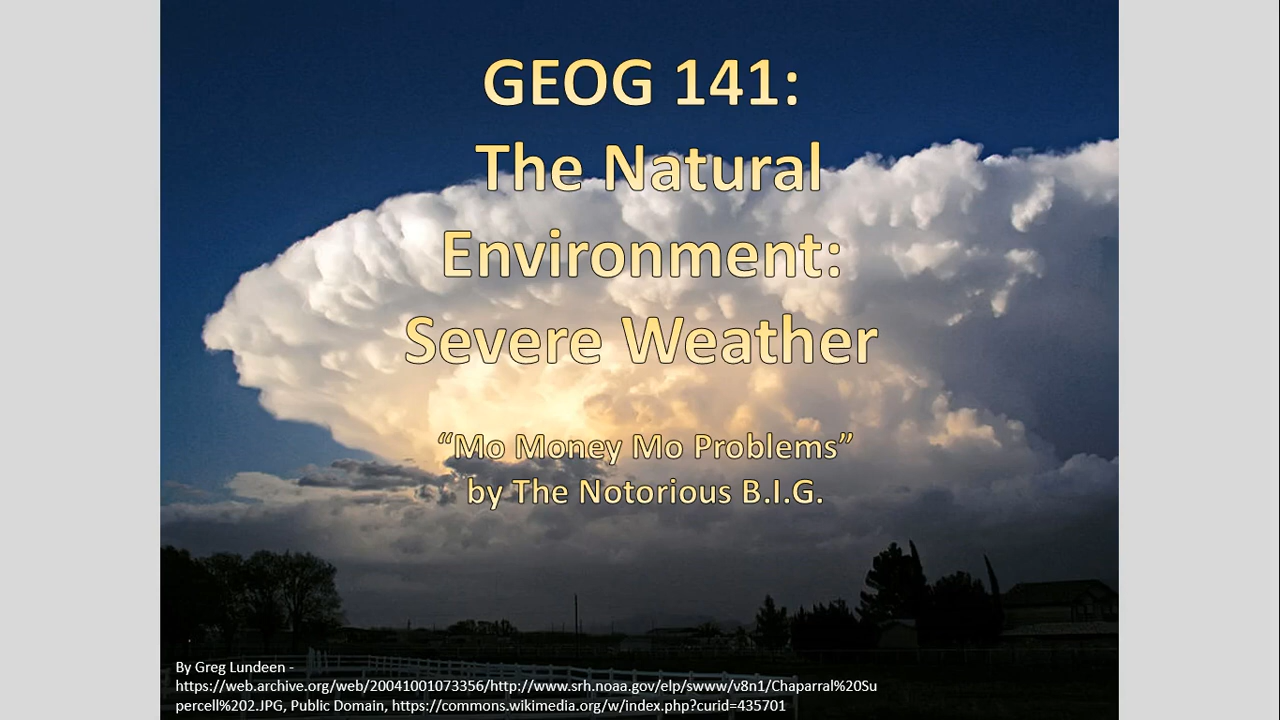 GEOG 141:
The Natural
Environment:
Severe Weather
“Mo Money Mo Problems”
by The Notorious B.I.G.
By Greg Lundeen -
https://web.archive.org/web/20041001073356/http://www.srh.noaa.gov/elp/swww/v8n1/Chaparral%20Su
percell%202.JPG, Public Domain, https://commons.wikimedia.org/w/index.php?curid=435701